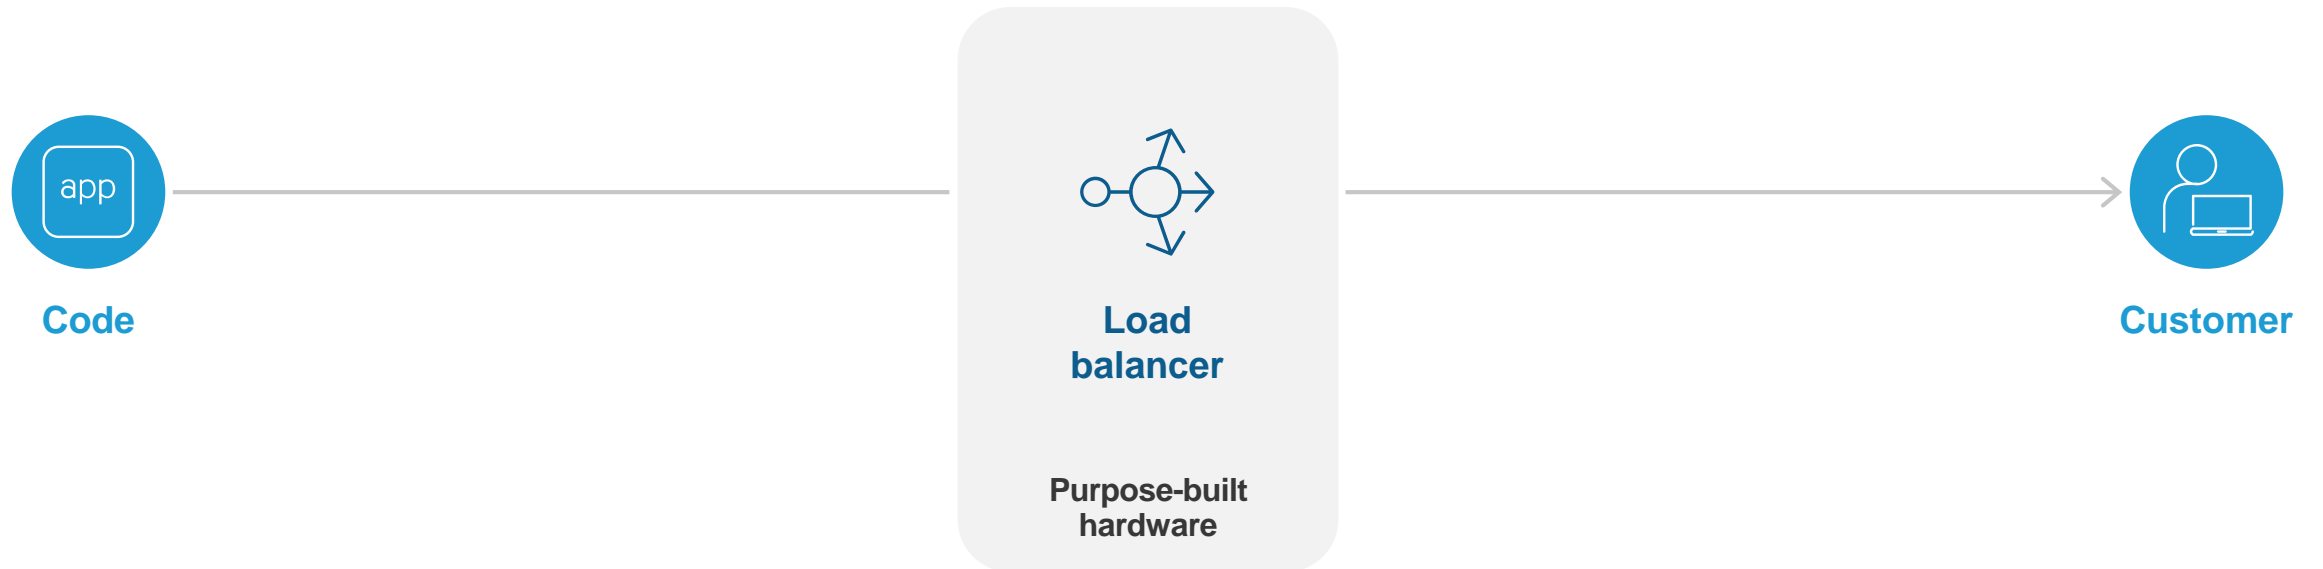 app
Code
Load
balancer
Purpose-built
hardware
Customer